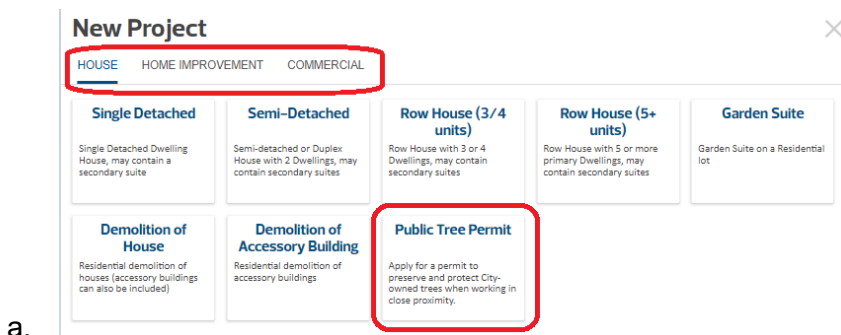 New Project
HOUSE HOME IMPROVEMENT COMMERCIAL
Single Detached
Single Detached Dwelling
House, may contain a
secondary suite
Semi-Detached
Semi-detached or Duplex
House with 2 Dwellings, may
contain secondary suites
Row House (3/4
units)
Row House with 3 or 4
Dwellings, may contain
secondary suites
Row House (5+
units)
Row House with 5 or more
primary Dwellings, may
contain secondary suites
Garden Suite
Garden Suite on a Residential
lot
Demolition of
House
Residential demolition of
houses (accessory buildings
can also be included)
Demolition of
Accessory Building
Residential demolition of
accessory buildings
Public Tree Permit
Apply for a permit to
preserve and protect City-
owned trees when working in
close proximity.
a.